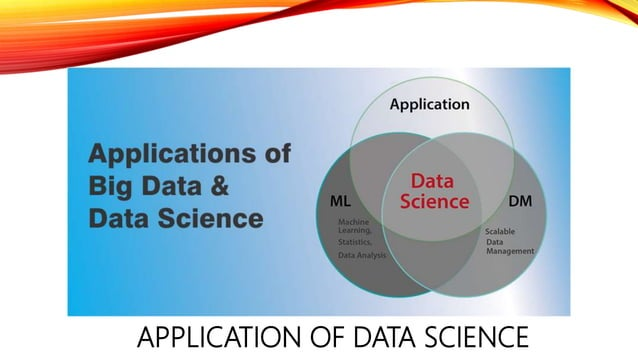 Applications of
Big Data &
Data Science
Application
ML
Machine
Learning,
Statistics,
Data Analysis
Data
Science
DM
Scalable
Data
Management
APPLICATION OF DATA SCIENCE